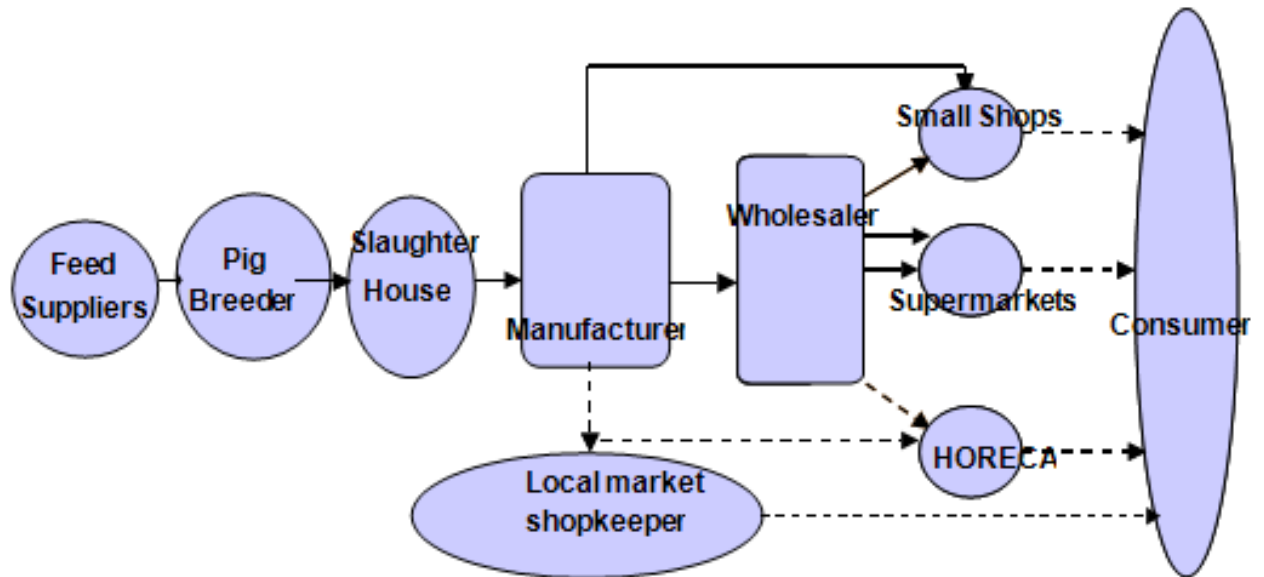 Feed
Suppliers
Pig
Breeder
Slaughter
House
Manufacturer
Wholesaler
Small Shops
Supermarkets
HORECA
Local market
shopkeeper
Consumer